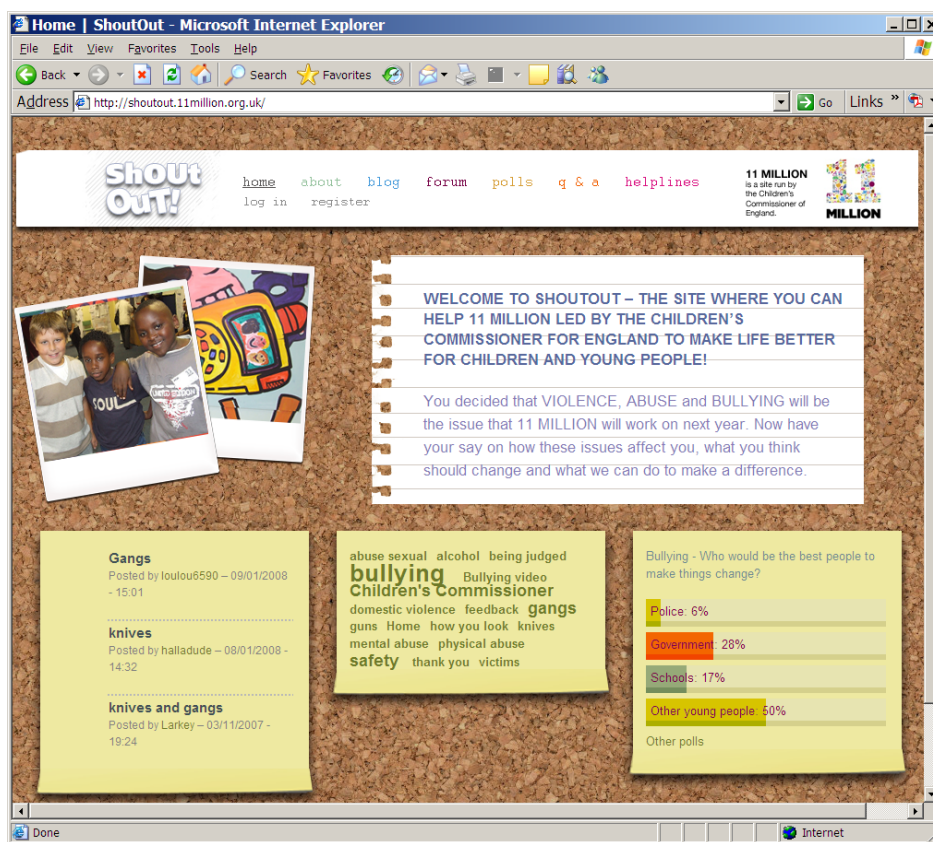 Home | ShoutOut - Microsoft Internet Explorer
File Edit View Favorites Tools Help
Back Search Favorites
Address http://shoutout.11million.org.uk/ Go Links »
ShOUt OuT!
home about blog forum polls q & a helplines
log in register
11 MILLION
is a site run by
the Children's
Commissioner of
England.
11
MILLION
SOUL
WELCOME TO SHOUTOUT – THE SITE WHERE YOU CAN
HELP 11 MILLION LED BY THE CHILDREN'S
COMMISSIONER FOR ENGLAND TO MAKE LIFE BETTER
FOR CHILDREN AND YOUNG PEOPLE!
You decided that VIOLENCE, ABUSE and BULLYING will be
the issue that 11 MILLION will work on next year. Now have
your say on how these issues affect you, what you think
should change and what we can do to make a difference.
Gangs
Posted by loulou6590 – 09/01/2008
- 15:01
knives
Posted by halladude – 08/01/2008 -
14:32
knives and gangs
Posted by Larkey – 03/11/2007 -
19:24
abuse sexual alcohol being judged
bullying Bullying video
Children's Commissioner
domestic violence feedback gangs
guns Home how you look knives
mental abuse physical abuse
safety thank you victims
Bullying - Who would be the best people to
make things change?
Police: 6%
Government: 28%
Schools: 17%
Other young people: 50%
Other polls
Done Internet